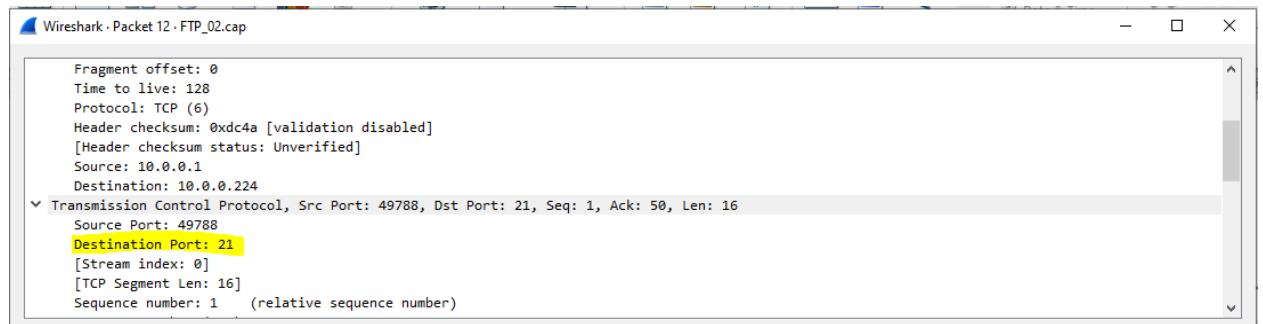 Wireshark · Packet 12 · FTP_02.cap
Fragment offset: 0
Time to live: 128
Protocol: TCP (6)
Header checksum: 0xdc4a [validation disabled]
[Header checksum status: Unverified]
Source: 10.0.0.1
Destination: 10.0.0.224
Transmission Control Protocol, Src Port: 49788, Dst Port: 21, Seq: 1, Ack: 50, Len: 16
Source Port: 49788
Destination Port: 21
[Stream index: 0]
[TCP Segment Len: 16]
Sequence number: 1    (relative sequence number)